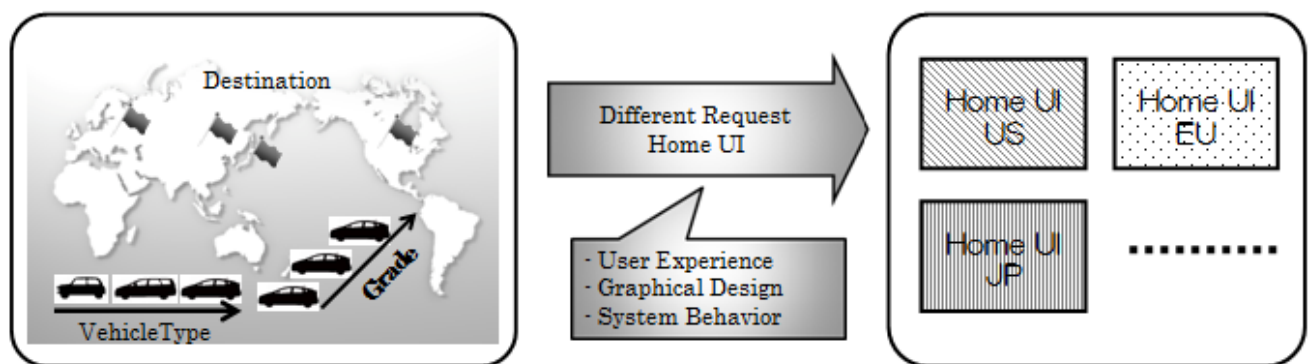 Destination
Grade
VehicleType
Different Request
Home UI
- User Experience
- Graphical Design
- System Behavior
Home UI
US
Home UI
EU
Home UI
JP